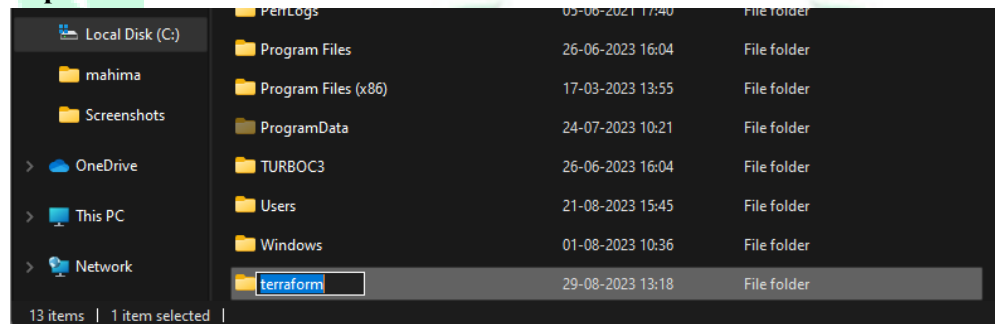 PerfLogs 05-06-2021 17:40 File folder
Local Disk (C:)
Program Files 26-06-2023 16:04 File folder
mahima
Program Files (x86) 17-03-2023 13:55 File folder
Screenshots
ProgramData 24-07-2023 10:21 File folder
OneDrive
TURBOC3 26-06-2023 16:04 File folder
Users 21-08-2023 15:45 File folder
This PC
Windows 01-08-2023 10:36 File folder
Network
terraform 29-08-2023 13:18 File folder
13 items | 1 item selected |